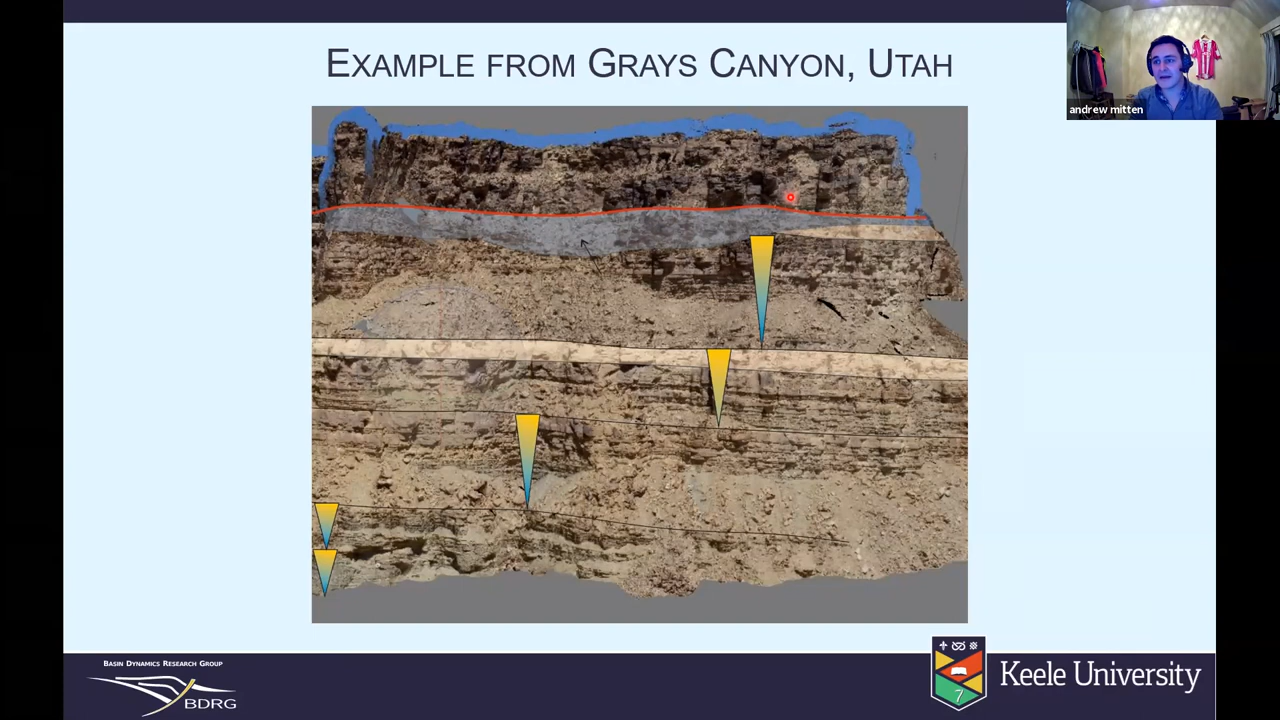 EXAMPLE FROM GRAYS CANYON, UTAH
andrew mitten
BASIN DYNAMICS RESEARCH GROUP
BDRG
Keele University